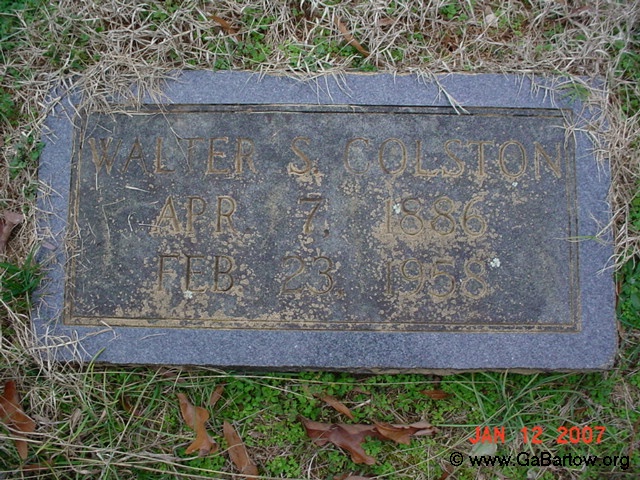 WALTER S. COLSTON
APR. 7. 1886
FEB. 23. 1958
JAN 12 2007
© www.GaBartow.org